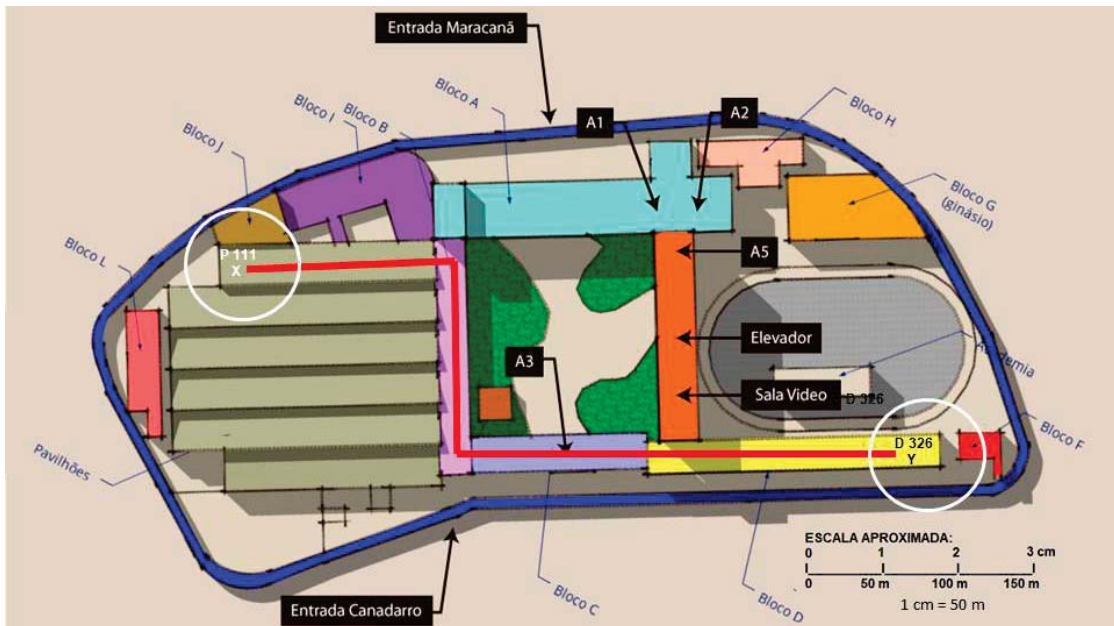 Entrada Maracanã
Bloco A
Bloco I
Bloco B
Bloco J
A1
A2
Bloco H
Bloco G
(ginásio)
Bloco L
P 111
X
A5
Elevador
A3
Sala Video
Academia
D 326
D 326
Y
Bloco F
Pavilhões
ESCALA APROXIMADA:
0 1 2 3 cm
0 50 m 100 m 150 m
1 cm = 50 m
Entrada Canadarro
Bloco C
Bloco D